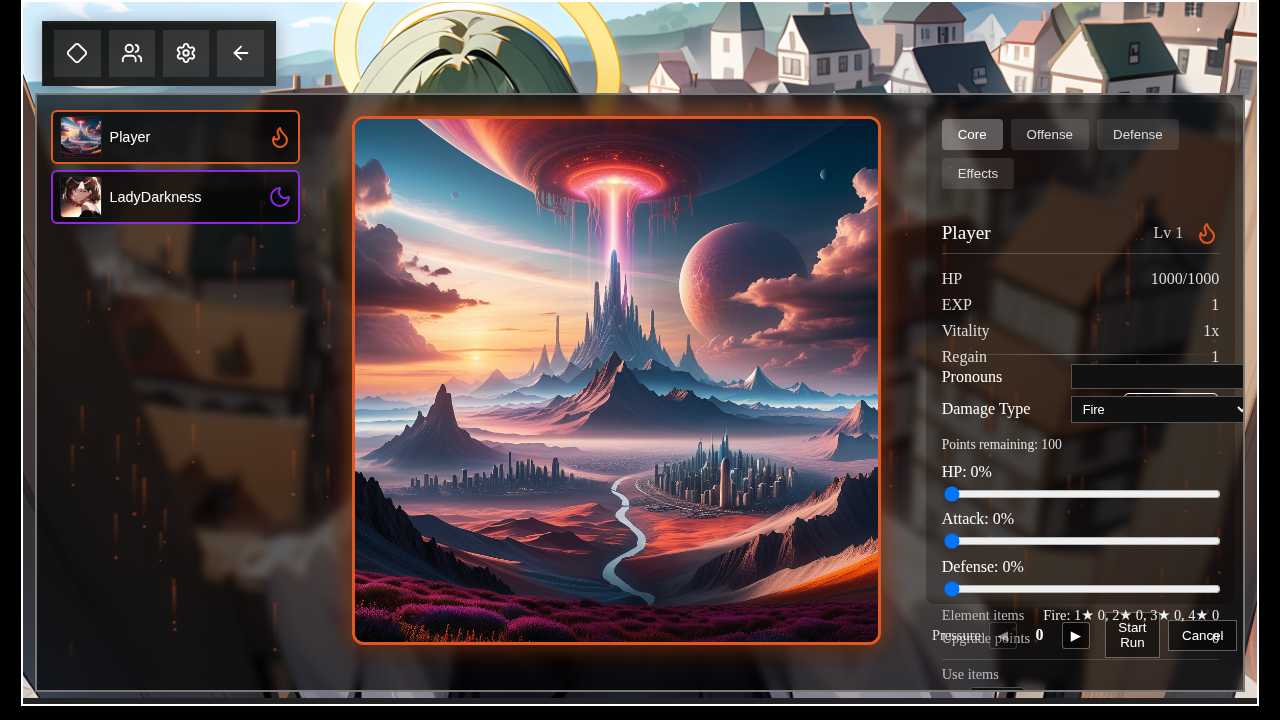 Player
LadyDarkness
Core Offense Defense
Effects
Player Lv 1
HP 1000/1000
EXP 1
Vitality 1x
Regain 1
Pronouns
Damage Type Fire
Points remaining: 100
HP: 0%
Attack: 0%
Defense: 0%
Element items Fire: 1★ 0, 2★ 0, 3★ 0, 4★ 0
Upgrade points 0
Pressure ◀ 0 ▶ Start Run Cancel
Use items